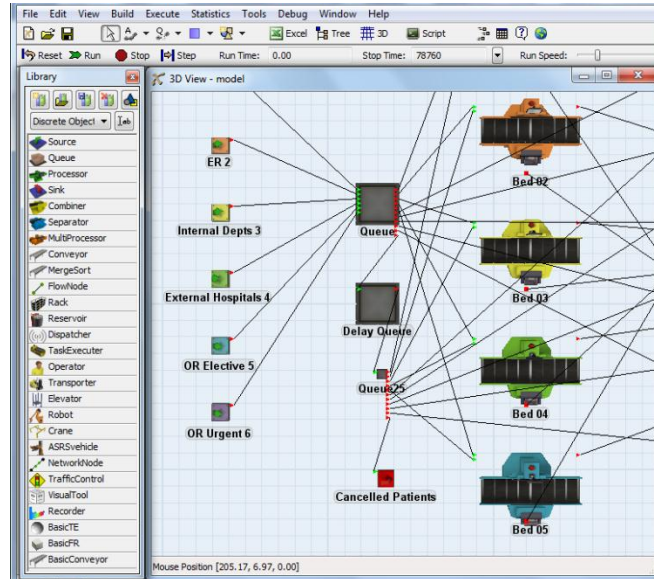 File Edit View Build Execute Statistics Tools Debug Window Help
Excel Tree 3D Script
Reset Run Stop Step Run Time: 0.00 Stop Time: 78760 Run Speed:
Library
3D View - model
Discrete Object
Source
Queue
Processor
Sink
Combiner
Separator
MultiProcessor
Conveyor
MergeSort
FlowNode
Rack
Reservoir
Dispatcher
TaskExecuter
Operator
Transporter
Elevator
Robot
Crane
ASRSvehicle
NetworkNode
TrafficControl
VisualTool
Recorder
BasicTE
BasicFR
BasicConveyor
ER 2
Internal Depts 3
External Hospitals 4
OR Elective 5
OR Urgent 6
Queue
Delay Queue
Queue25
Cancelled Patients
Bed 02
Bed 03
Bed 04
Bed 05
Mouse Position [205.17, 6.97, 0.00]